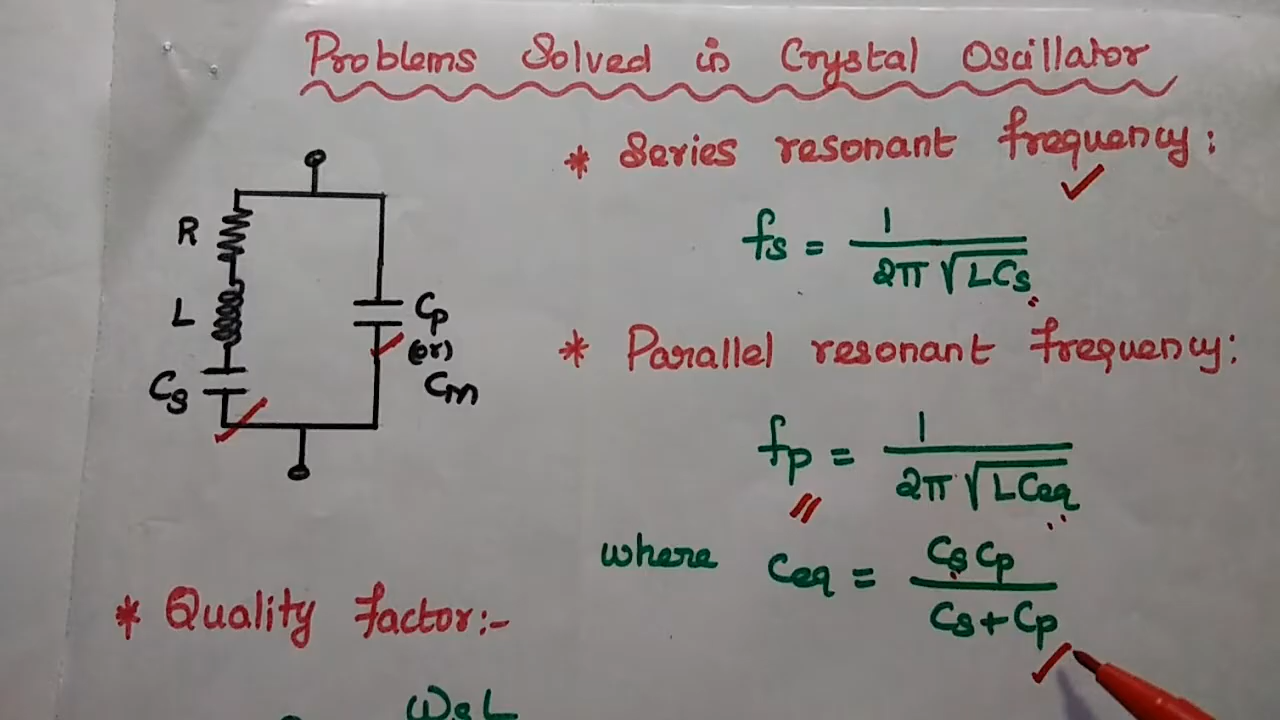 Problems Solved in Crystal Oscillator
* Series resonant frequency:
fs = 1 / 2π √LCs
R
L
Cs
Cp
(or)
Cm
* Parallel resonant frequency:
fp = 1 / 2π √LCeq
where Ceq = CsCp / Cs + Cp
* Quality factor:-
ωsL